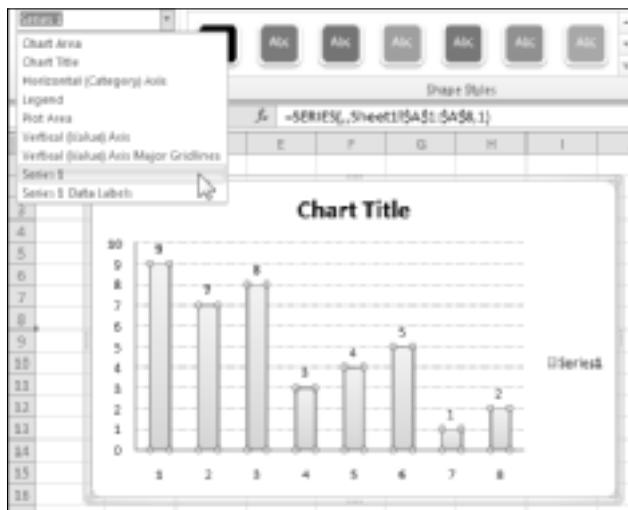 Series 1
Chart Area
Chart Title
Horizontal (Category) Axis
Legend
Plot Area
Vertical (Value) Axis
Vertical (Value) Axis Major Gridlines
Series 1
Series 1 Data Labels
Abc Abc Abc Abc Abc Abc
Shape Styles
fx =SERIES(,,Sheet1!$A$1:$A$8,1)
E F G H I
3
4
5
6
7
8
9
10
11
12
13
14
15
16
Chart Title
10
9
8
7
6
5
4
3
2
1
0
9 8 3 4 5 1 2
1 2 3 4 5 6 7 8
Series1